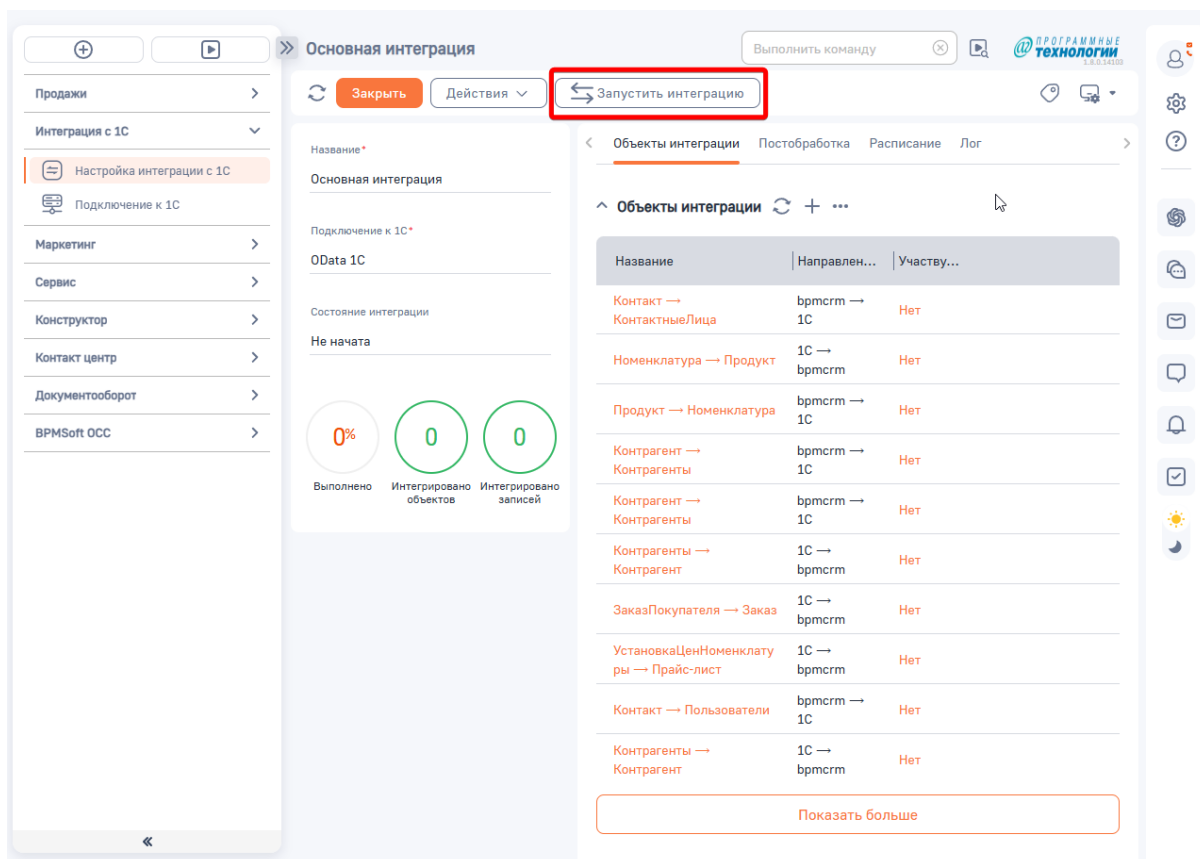 Основная интеграция
Выполнить команду
ПРОГРАММНЫЕ
ТЕХНОЛОГИИ
1.6.0.14103
Закрыть
Действия
Запустить интеграцию
Продажи
Интеграция с 1С
Настройка интеграции с 1С
Подключение к 1С
Маркетинг
Сервис
Конструктор
Контакт центр
Документооборот
BPMSoft OCC
Название*
Основная интеграция
Подключение к 1С*
OData 1C
Состояние интеграции
Не начата
0%
0
0
Выполнено
Интегрировано
объектов
Интегрировано
записей
Объекты интеграции Постобработка Расписание Лог
Объекты интеграции
Название Направлен... Участву...
Контакт →
КонтактныеЛица
bpmcrm →
1С
Нет
Номенклатура → Продукт
1С →
bpmcrm
Нет
Продукт → Номенклатура
bpmcrm →
1С
Нет
Контрагент →
Контрагенты
bpmcrm →
1С
Нет
Контрагент →
Контрагенты
bpmcrm →
1С
Нет
Контрагенты →
Контрагент
1С →
bpmcrm
Нет
ЗаказПокупателя → Заказ
1С →
bpmcrm
Нет
УстановкаЦенНоменклату
ры → Прайс-лист
1С →
bpmcrm
Нет
Контакт → Пользователи
bpmcrm →
1С
Нет
Контрагенты →
Контрагент
1С →
bpmcrm
Нет
Показать больше